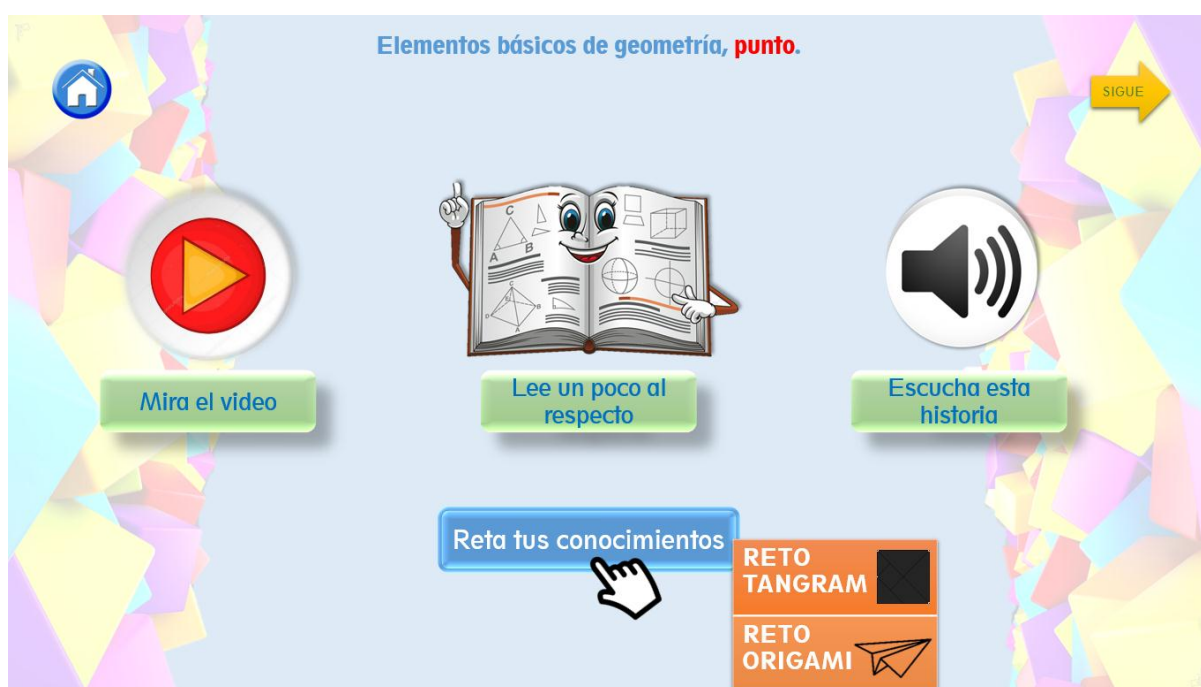 Elementos básicos de geometría, punto.
SIGUE
C
A
B
C
D
B
A
Mira el video
Lee un poco al
respecto
Escucha esta
historia
Reta tus conocimientos
RETO
TANGRAM
RETO
ORIGAMI